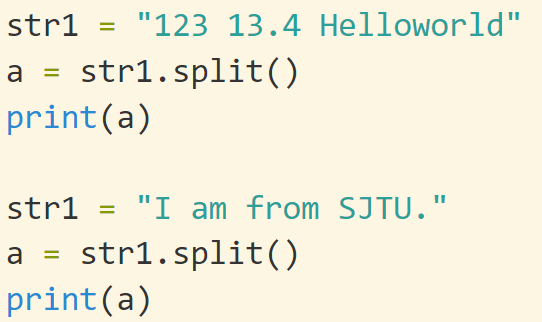 str1 = "123 13.4 Helloworld"
a = str1.split()
print(a)
str1 = "I am from SJTU."
a = str1.split()
print(a)